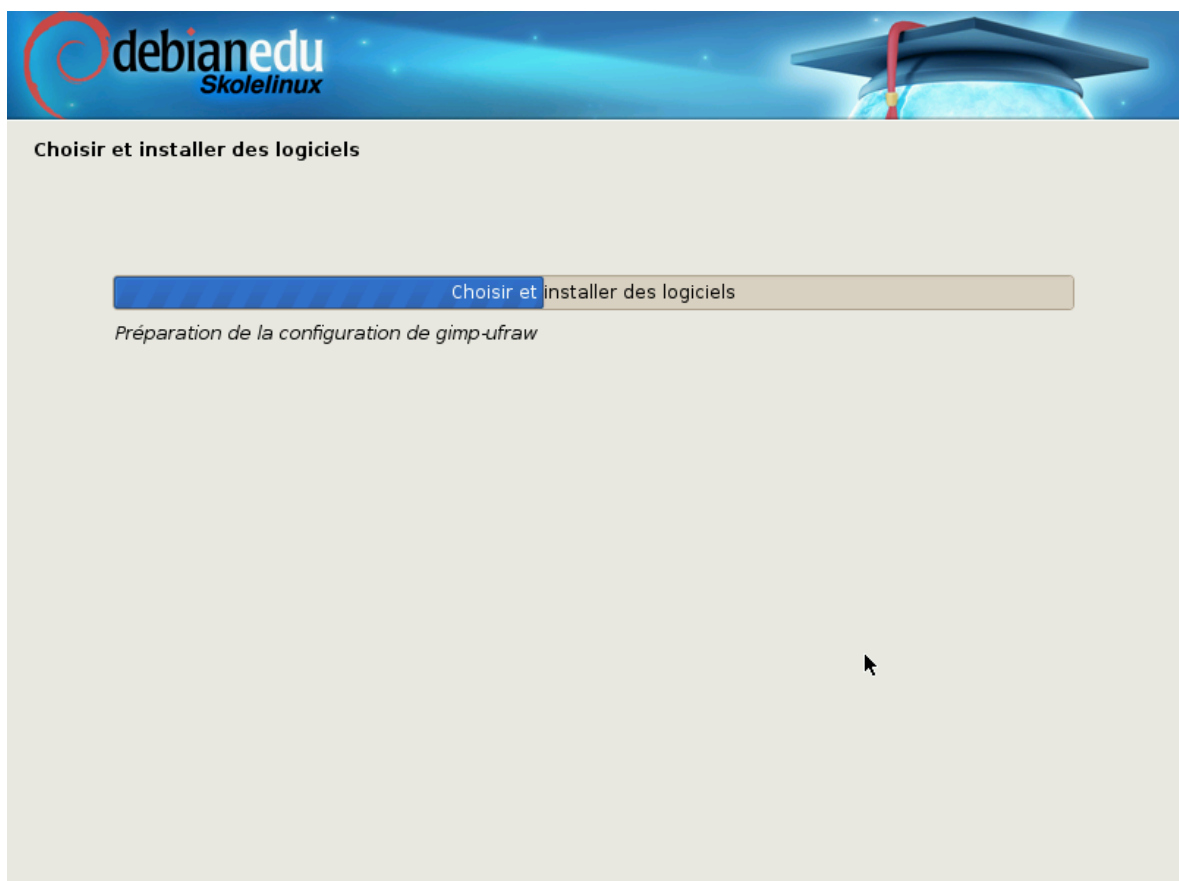 debianedu
Skolelinux
Choisir et installer des logiciels
Choisir et installer des logiciels
Préparation de la configuration de gimp-ufraw